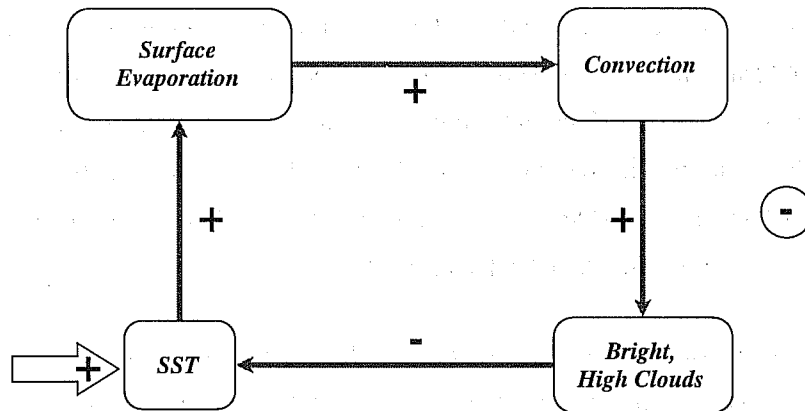 Surface
Evaporation
Convection
+
+
+
-
-
+
SST
Bright,
High Clouds